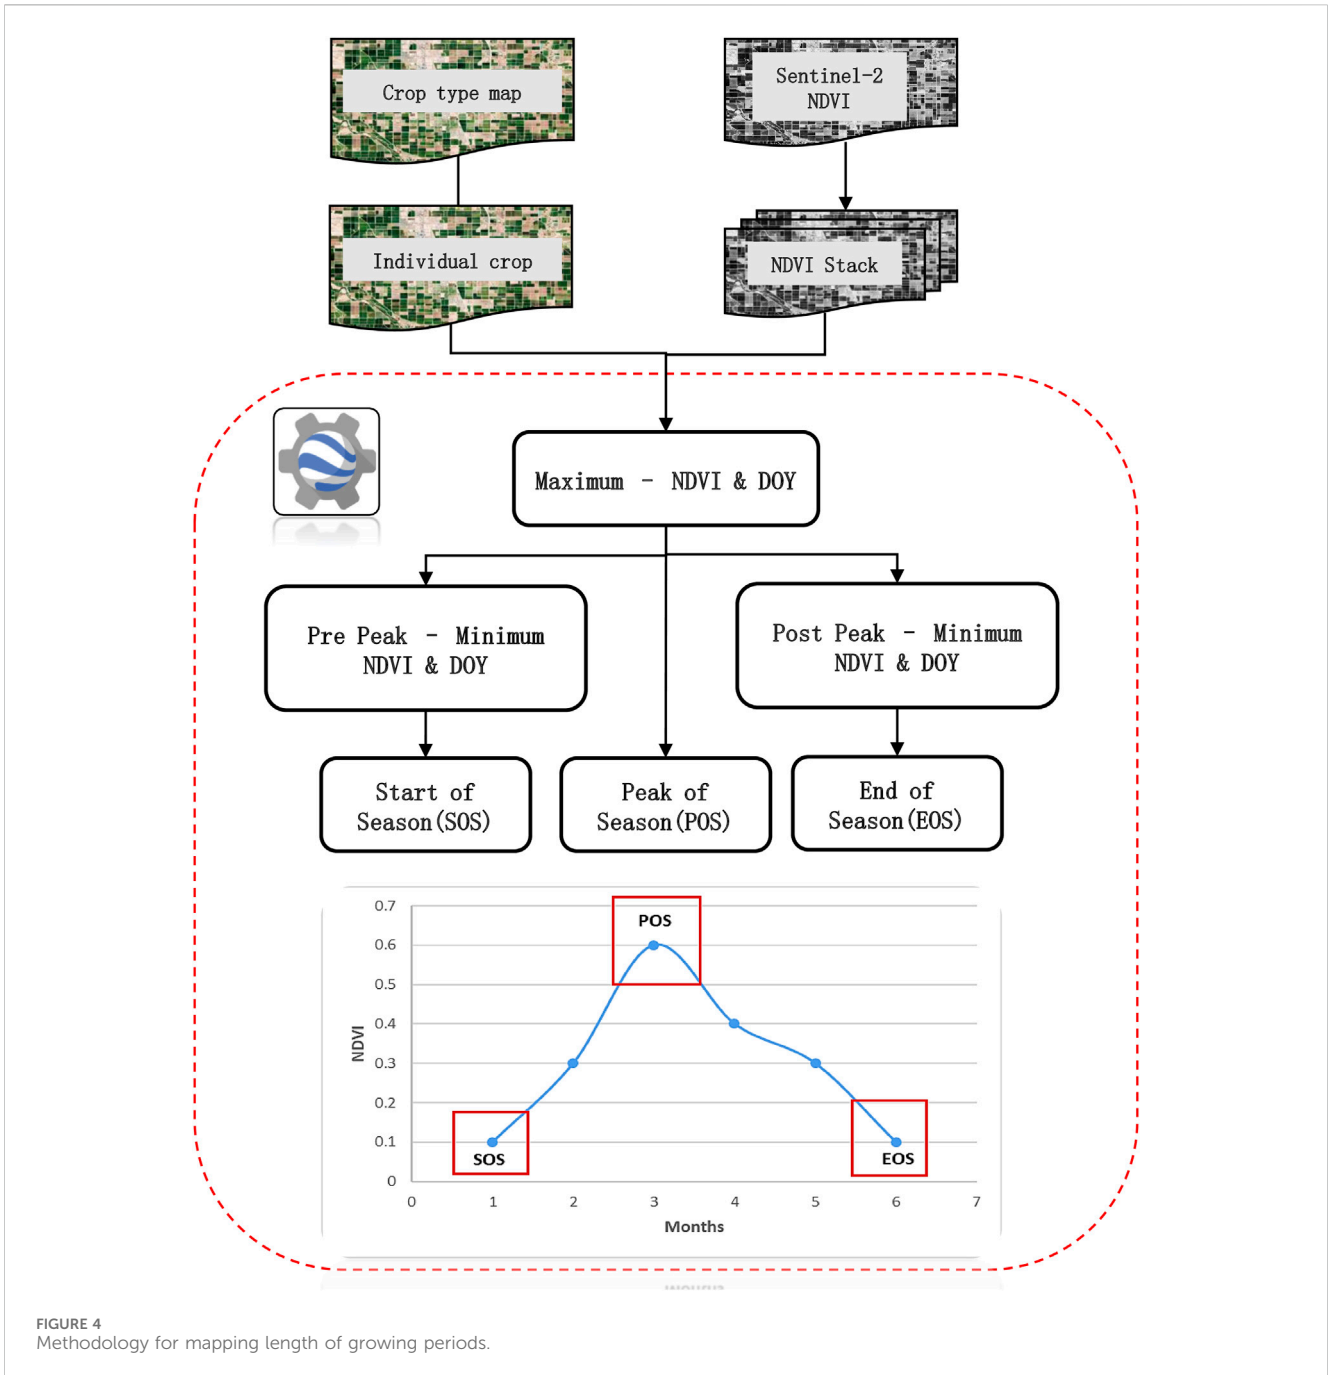 Crop type map
Sentinel-2
NDVI
Individual crop
NDVI Stack
Maximum - NDVI & DOY
Pre Peak - Minimum
NDVI & DOY
Post Peak - Minimum
NDVI & DOY
Start of
Season(SOS)
Peak of
Season(POS)
End of
Season(EOS)
0.7
0.6
0.5
0.4
0.3
0.2
0.1
0
NDVI
POS
SOS
EOS
0 1 2 3 4 5 6 7
Months
FIGURE 4
Methodology for mapping length of growing periods.